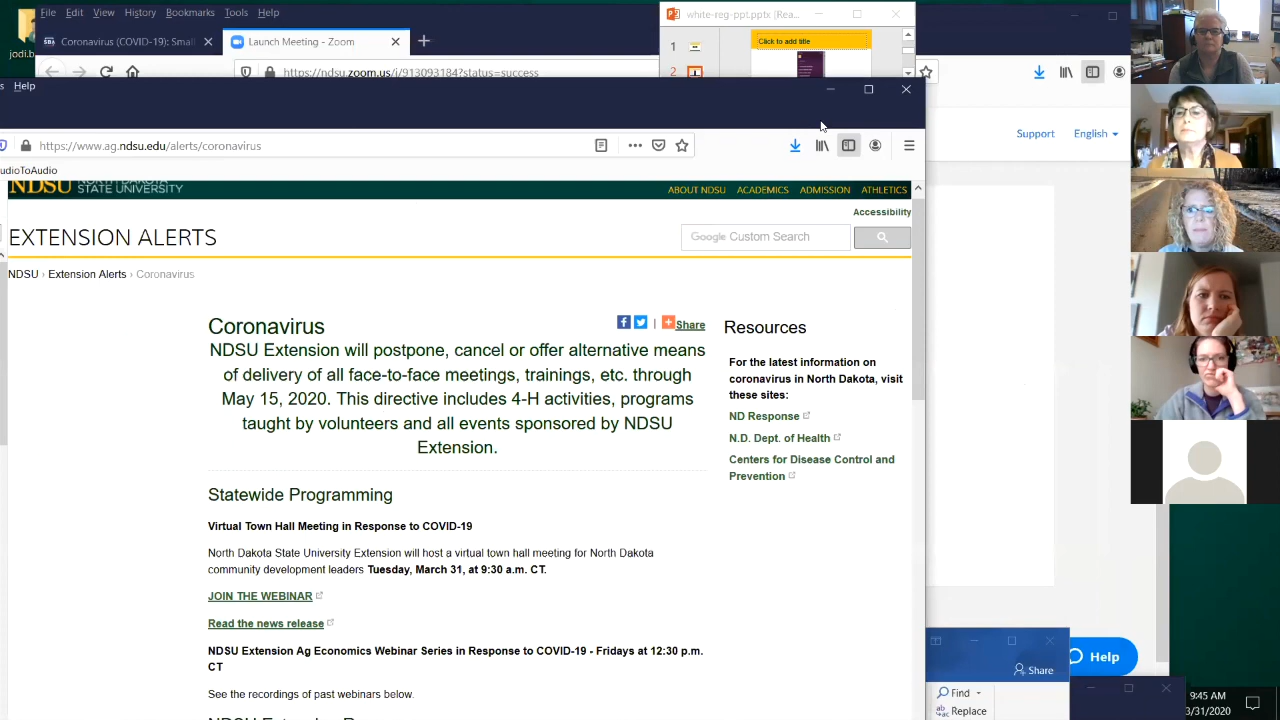 File Edit View History Bookmarks Tools Help
white-reg-ppt.pptx [Rea...
jodi.b
(COVID-19): Smal
Launch Meeting - Zoom
1
Click to add title
2
https://ndsu.zoom.us/j/913093184?status=success
s Help
Support English
https://www.ag.ndsu.edu/alerts/coronavirus
udioToAudio
NDSU NORTH DAKOTA
STATE UNIVERSITY
ABOUT NDSU ACADEMICS ADMISSION ATHLETICS
Accessibility
EXTENSION ALERTS
Google Custom Search
NDSU › Extension Alerts › Coronavirus
Coronavirus
Share
NDSU Extension will postpone, cancel or offer alternative means
of delivery of all face-to-face meetings, trainings, etc. through
May 15, 2020. This directive includes 4-H activities, programs
taught by volunteers and all events sponsored by NDSU
Extension.
Statewide Programming
Virtual Town Hall Meeting in Response to COVID-19
North Dakota State University Extension will host a virtual town hall meeting for North Dakota
community development leaders Tuesday, March 31, at 9:30 a.m. CT.
JOIN THE WEBINAR
Read the news release
NDSU Extension Ag Economics Webinar Series in Response to COVID-19 - Fridays at 12:30 p.m.
CT
See the recordings of past webinars below.
Resources
For the latest information on
coronavirus in North Dakota, visit
these sites:
ND Response
N.D. Dept. of Health
Centers for Disease Control and
Prevention
Help
Share
Find
Replace
9:45 AM
3/31/2020